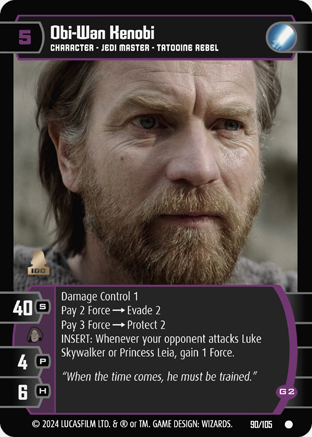 5
Obi-Wan Kenobi
CHARACTER - JEDI MASTER - TATOOINE REBEL
IGC
40 S
4 P
6 H
Damage Control 1
Pay 2 Force → Evade 2
Pay 3 Force → Protect 2
INSERT: Whenever your opponent attacks Luke
Skywalker or Princess Leia, gain 1 Force.
“When the time comes, he must be trained.”
G2
© 2024 LUCASFILM LTD. & ® or TM. GAME DESIGN: WIZARDS.
90/105